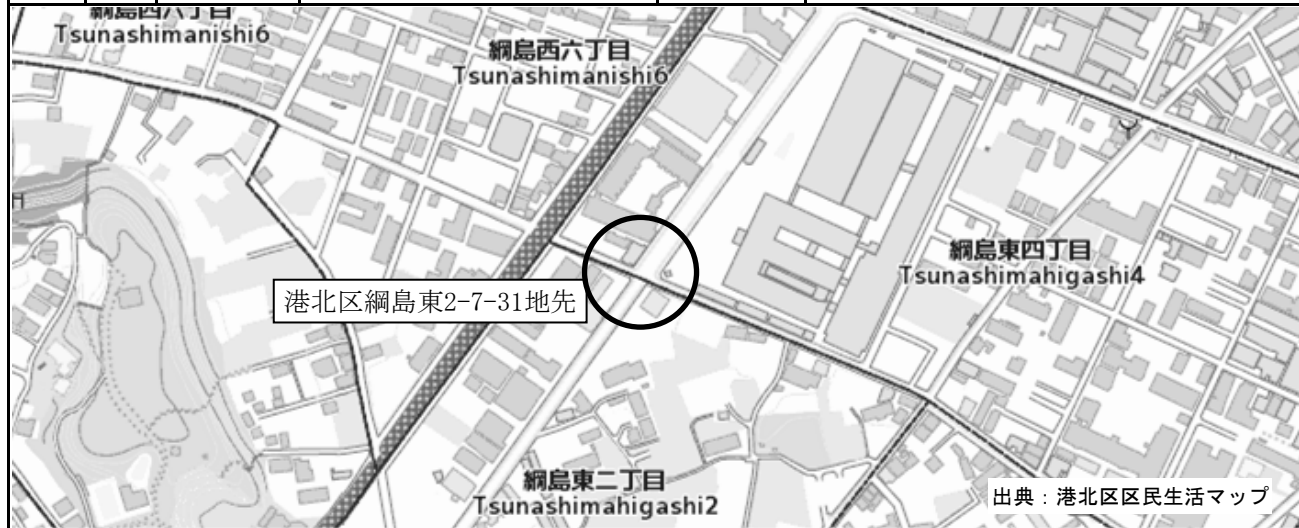 綱島西六丁目
Tsunashimanishi6
綱島西六丁目
Tsunashimanishi6
綱島東四丁目
Tsunashimahigashi4
港北区綱島東2-7-31地先
綱島東二丁目
Tsunashimahigashi2
出典：港北区区民生活マップ